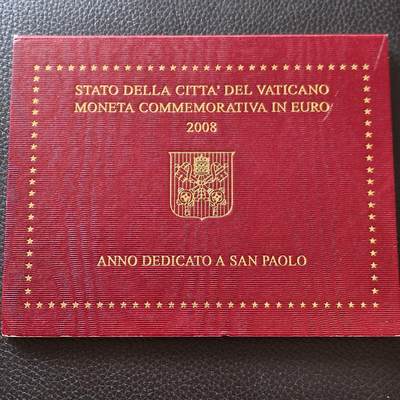 STATO DELLA CITTA' DEL VATICANO
MONETA COMMEMORATIVA IN EURO
2008
ANNO DEDICATO A SAN PAOLO